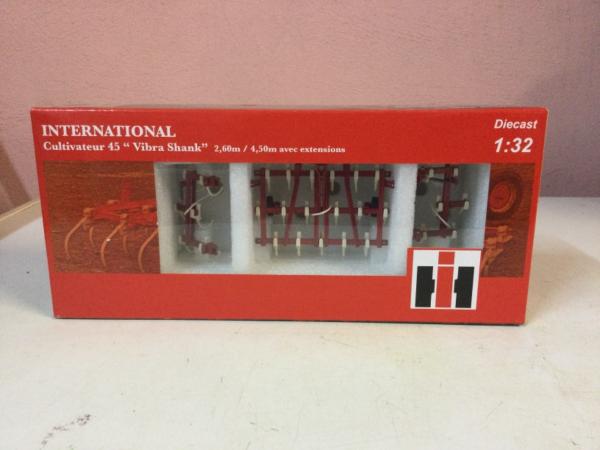 INTERNATIONAL
Cultivateur 45 “ Vibra Shank” 2,60m / 4,50m avec extensions
Diecast
1:32